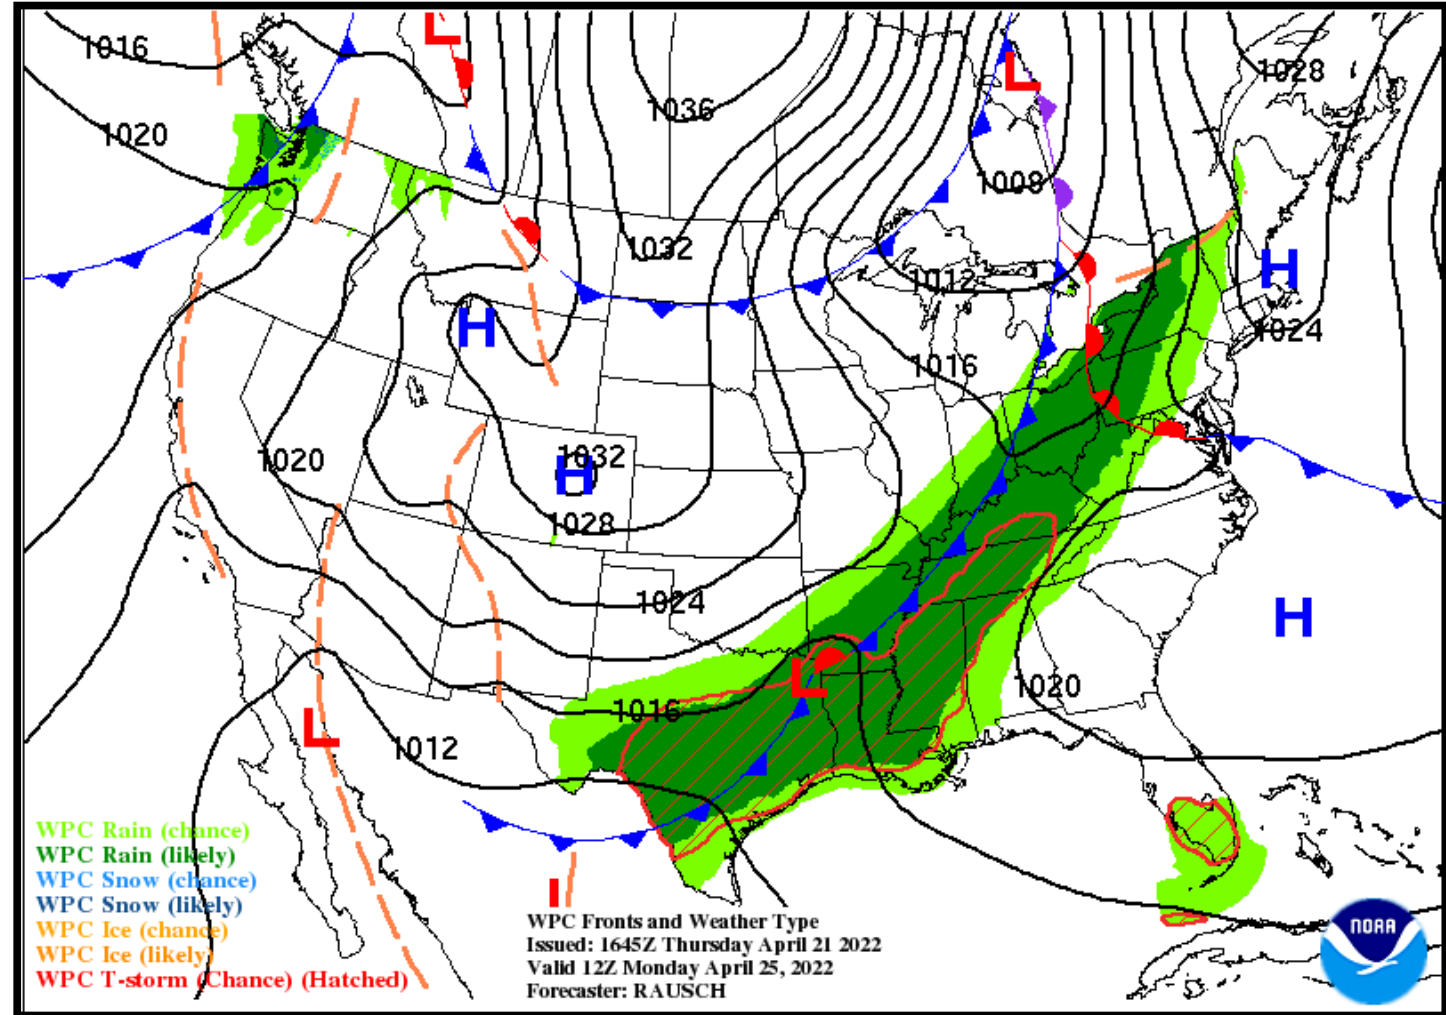 L
1016
1028
L
1036
1020
1008
1032
H
1012
H
1024
1016
1032
1020
H
1028
1024
H
L
1020
1016
L
1012
WPC Rain (chance)
WPC Rain (likely)
WPC Snow (chance)
WPC Snow (likely)
WPC Ice (chance)
WPC Ice (likely)
WPC T-storm (Chance) (Hatched)
L
WPC Fronts and Weather Type
Issued: 1645Z Thursday April 21 2022
Valid 12Z Monday April 25, 2022
Forecaster: RAUSCH
NOAA